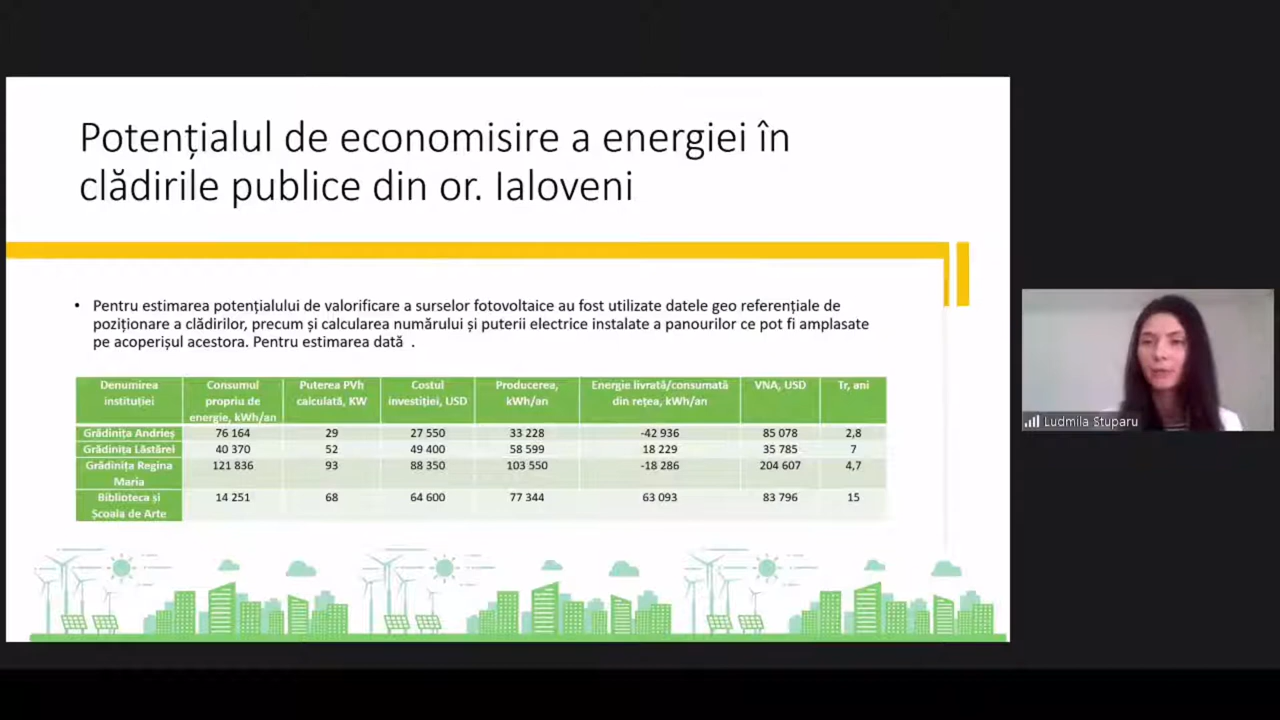 Potențialul de economisire a energiei în
clădirile publice din or. Ialoveni
• Pentru estimarea potențialului de valorificare a surselor fotovoltaice au fost utilizate datele geo referențiale de
poziționare a clădirilor, precum și calcularea numărului și puterii electrice instalate a panourilor ce pot fi amplasate
pe acoperișul acestora. Pentru estimarea dată .
Denumirea instituției Consumul propriu de energie, kWh/an Puterea PVh calculată, KW Costul investiției, USD Producerea, kWh/an Energie livrată/consumată din rețea, kWh/an VNA, USD Tr, ani
Grădinița Andrieș 76 164 29 27 550 33 228 -42 936 85 078 2,8
Grădinița Lăstărel 40 370 52 49 400 58 599 18 229 35 785 7
Grădinița Regina Maria 121 836 93 88 350 103 550 -18 286 204 607 4,7
Biblioteca și Școala de Arte 14 251 68 64 600 77 344 63 093 83 796 15
Ludmila Stuparu